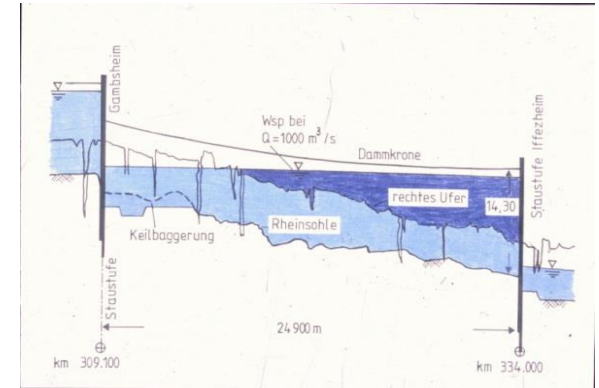 Gambsheim
Wsp bei
Q=1000 m³/s
Dammkrone
Staustufe Iffezheim
rechtes Ufer
14,30
Rheinsohle
Keilbaggerung
Staustufe
24 900 m
km 309.100
km 334.000